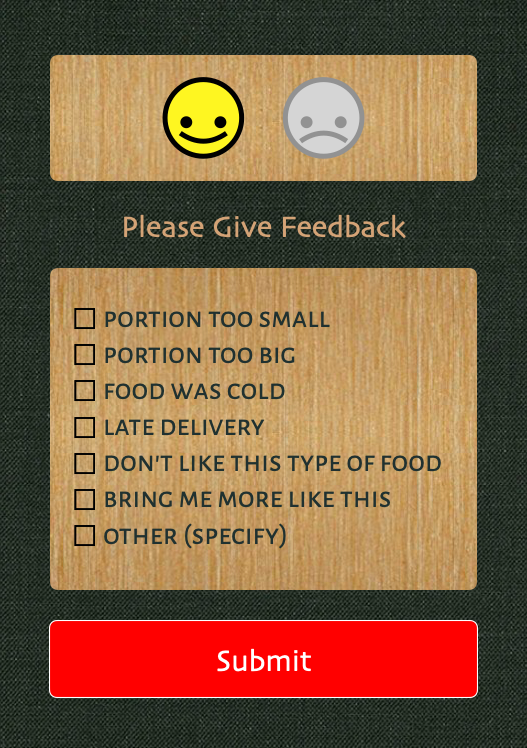 Please Give Feedback
PORTION TOO SMALL
PORTION TOO BIG
FOOD WAS COLD
LATE DELIVERY
DON'T LIKE THIS TYPE OF FOOD
BRING ME MORE LIKE THIS
OTHER (SPECIFY)
Submit